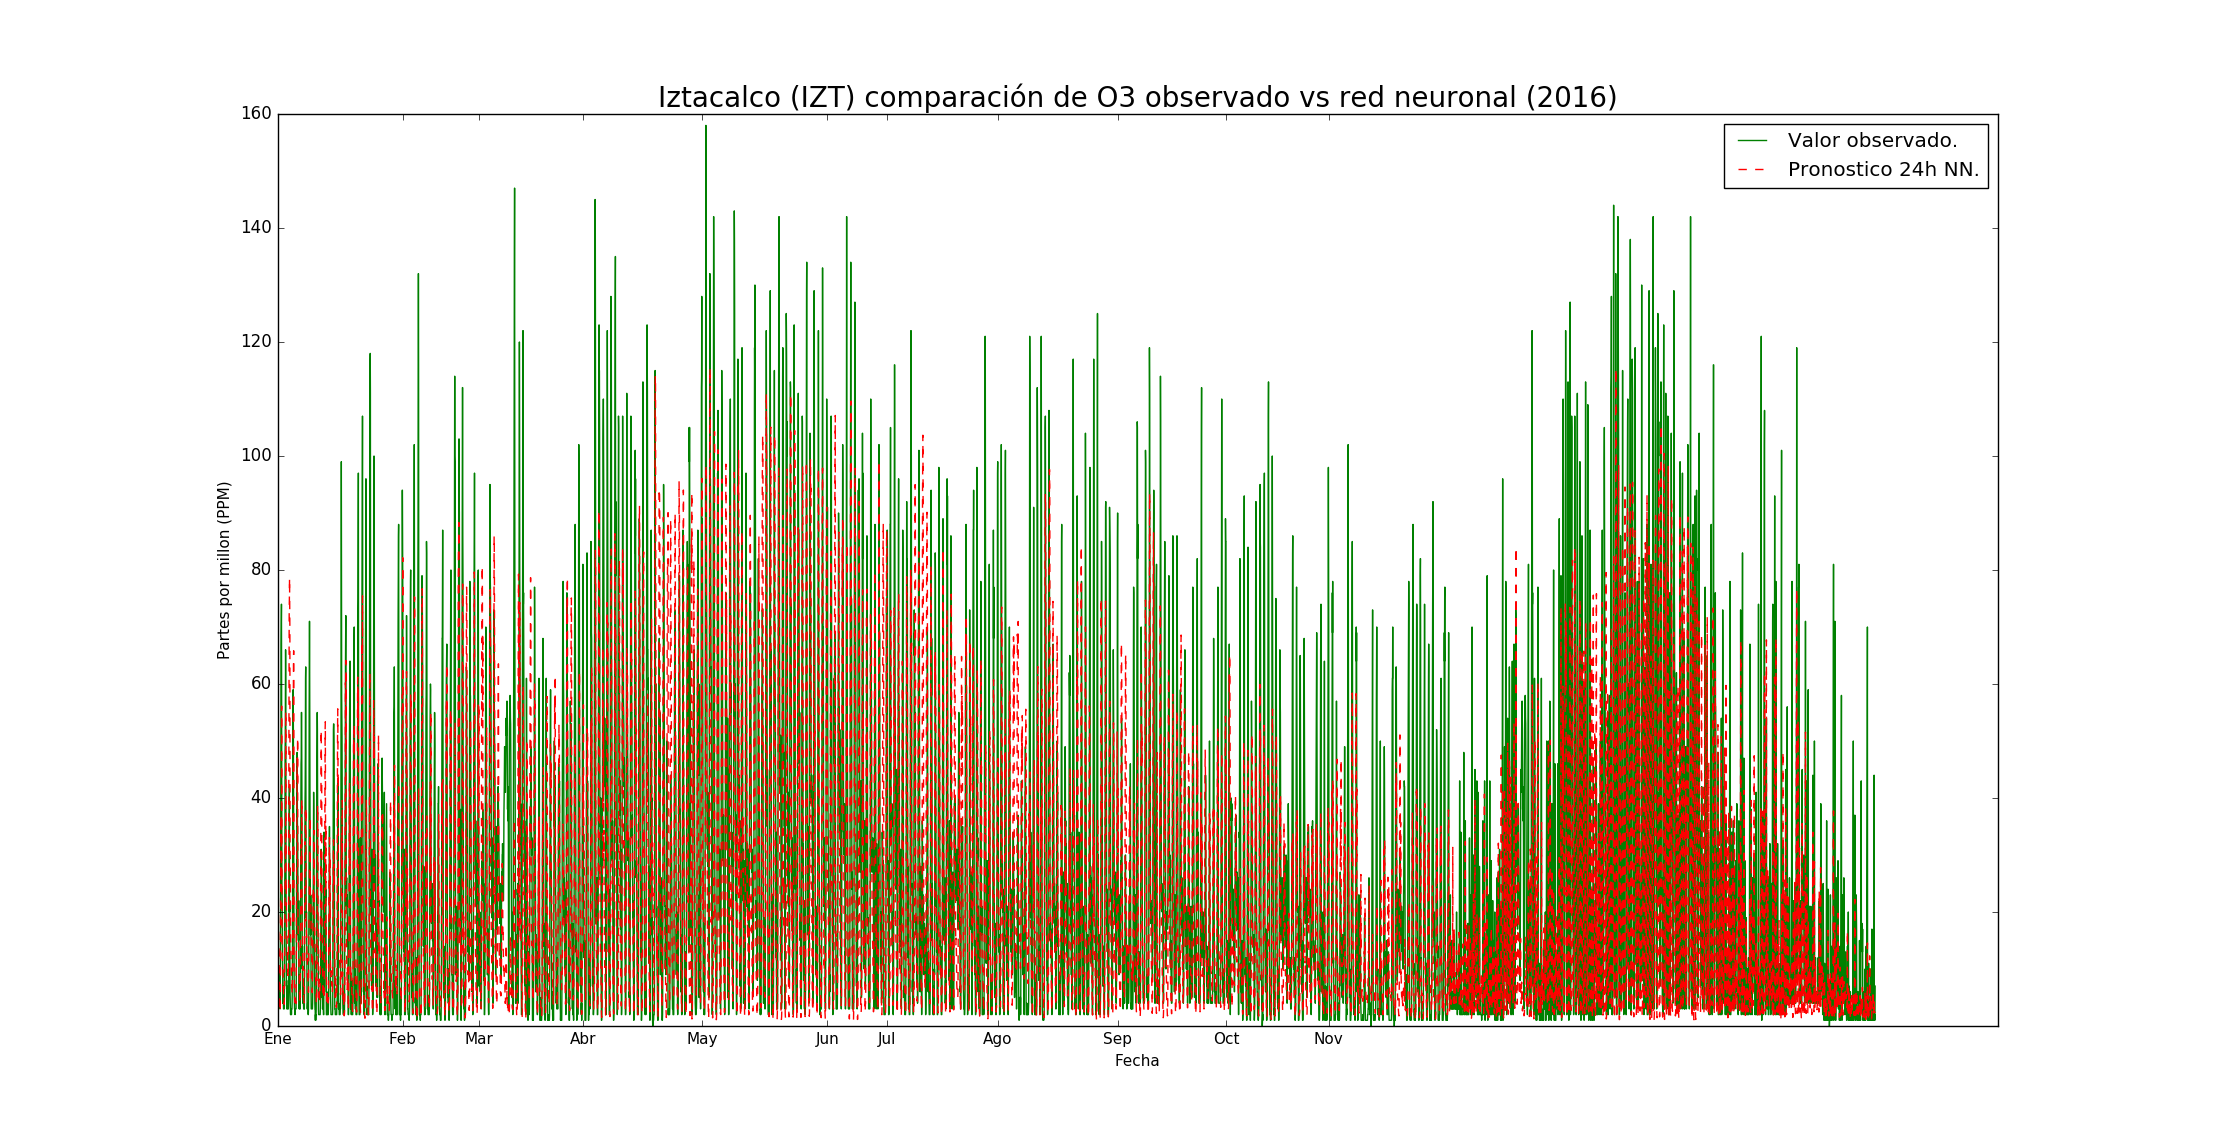 Iztacalco (IZT) comparación de O3 observado vs red neuronal (2016)
Valor observado.
Pronostico 24h NN.
Partes por millon (PPM)
160
140
120
100
80
60
40
20
0
Ene Feb Mar Abr May Jun Jul Ago Sep Oct Nov
Fecha